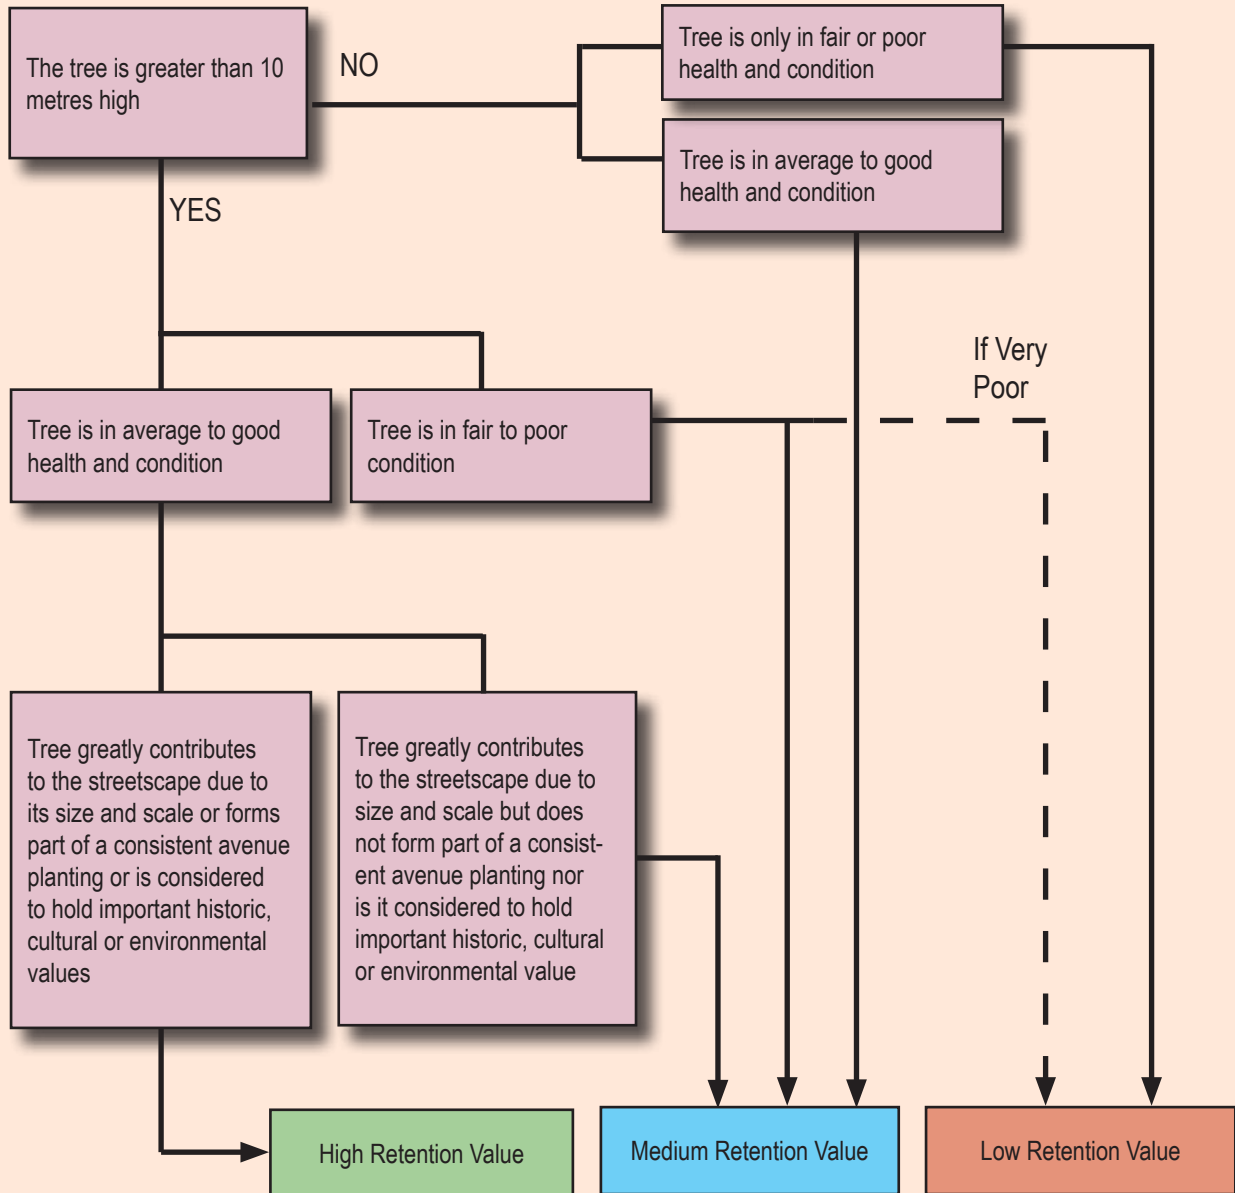 The tree is greater than 10
metres high
NO
Tree is only in fair or poor
health and condition
Tree is in average to good
health and condition
YES
If Very
Poor
Tree is in average to good
health and condition
Tree is in fair to poor
condition
Tree greatly contributes
to the streetscape due to
its size and scale or forms
part of a consistent avenue
planting or is considered
to hold important historic,
cultural or environmental
values
Tree greatly contributes
to the streetscape due to
size and scale but does
not form part of a consist-
ent avenue planting nor
is it considered to hold
important historic, cultural
or environmental value
High Retention Value
Medium Retention Value
Low Retention Value